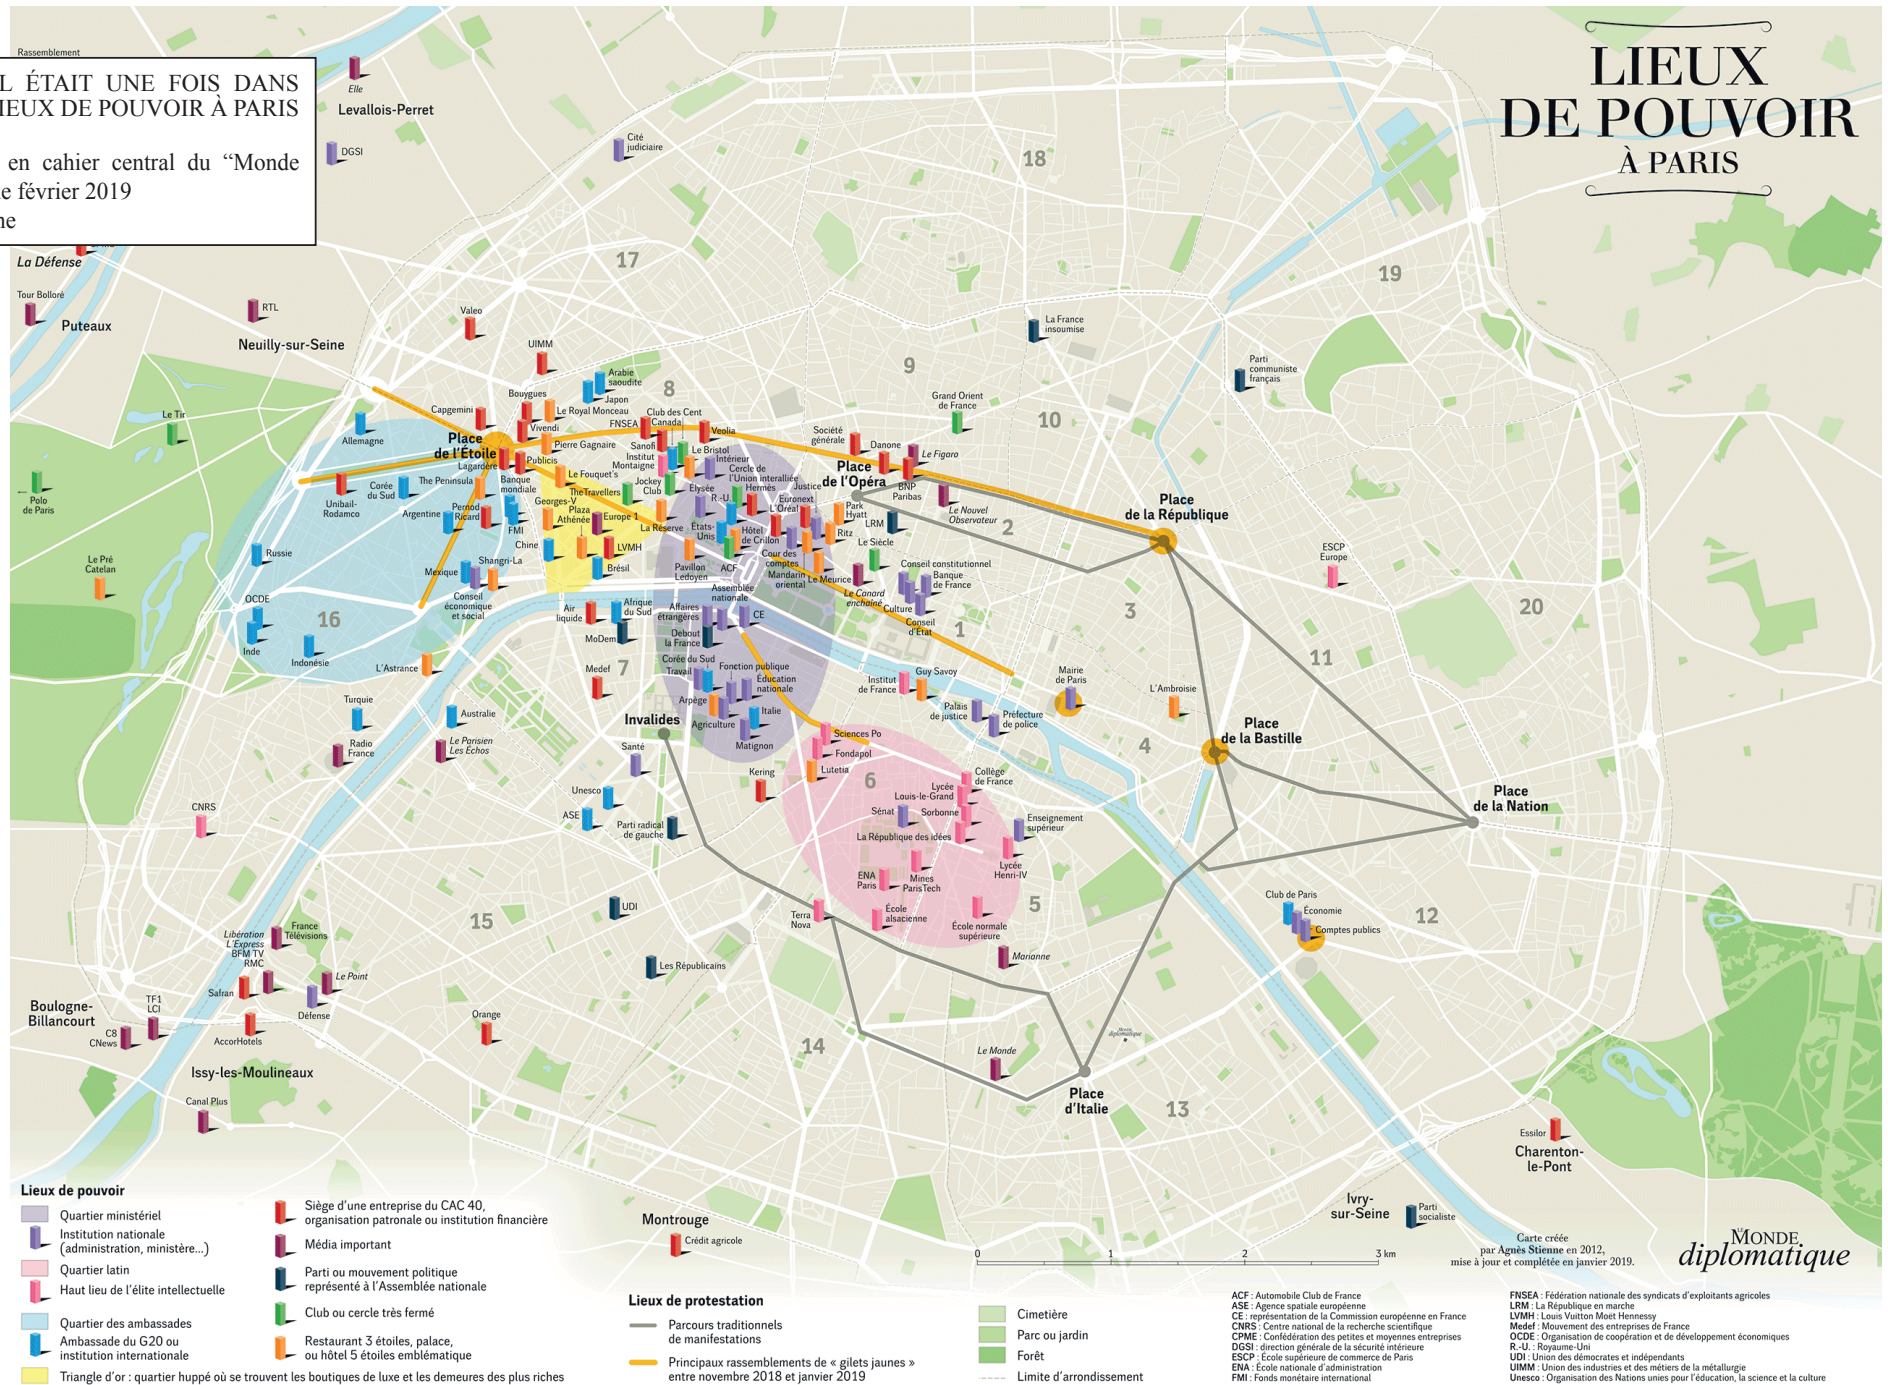 Rassemblement
L ÉTAIT UNE FOIS DANS
IEUX DE POUVOIR À PARIS
en cahier central du “Monde
e février 2019
ne
LIEUX
DE POUVOIR
À PARIS
Elle
Levallois-Perret
DGSI
Cité
judiciaire
18
17
19
La Défense
Tour Bolloré
Puteaux
RTL
Neuilly-sur-Seine
Valeo
UIMM
La France
insoumise
Parti
communiste
français
9
8
10
Arabie
saoudite
Japon
Bouygues
Le Royal Monceau
Capgemini
Vivendi
FNSEA
Club des Cent
Canada
Veolia
Grand Orient
de France
Le Tir
Allemagne
Place
de l'Étoile
Pierre Gagnaire
Sanofi
Institut
Montaigne
Le Bristol
Intérieur
Société
générale
Danone
Le Figaro
Lagardère
Publicis
Le Fouquet's
Cercle de
l'Union interalliée
Place
de l'Opéra
BNP
Paribas
Polo
de Paris
Unibail-
Rodamco
Corée
du Sud
The Peninsula
Banque
mondiale
The Travellers
Jockey
Club
Élysée
Hermès
Justice
Le Nouvel
Observateur
Place
de la République
Argentine
Pernod
Ricard
FMI
Georges-V
Plaza
Athénée
Europe 1
La Réserve
R.-U.
Euronext
L'Oréal
Park
Hyatt
LRM
2
États-
Unis
Hôtel
de Crillon
Ritz
Le Siècle
Russie
Chine
LVMH
Brésil
Pavillon
Ledoyen
ACF
Cour des
comptes
Mandarin
oriental
Le Meurice
Conseil constitutionnel
Banque
de France
ESCP
Europe
Le Pré
Catelan
Mexique
Shangri-La
Conseil
économique
et social
Assemblée
nationale
Le Canard
enchaîné
Culture
Conseil
d'État
1
3
20
OCDE
Inde
16
Indonésie
Air
liquide
Afrique
du Sud
MoDem
Affaires
étrangères
Debout
la France
CE
L'Astrance
7
Medef
Corée du Sud
Travail
Fonction publique
Éducation
nationale
Institut
de France
Guy Savoy
Mairie
de Paris
11
L'Ambroisie
Arpège
Agriculture
Italie
Matignon
Palais
de justice
Préfecture
de police
Turquie
Australie
Invalides
Place
de la Bastille
4
Radio
France
Le Parisien
Les Échos
Santé
Sciences Po
Fondapol
Lutetia
Kering
6
Collège
de France
Lycée
Louis-le-Grand
Place
de la Nation
CNRS
Unesco
ASE
Parti radical
de gauche
Sénat
Sorbonne
La République des idées
Enseignement
supérieur
Lycée
Henri-IV
ENA
Paris
Mines
ParisTech
15
UDI
Terra
Nova
École
alsacienne
École normale
supérieure
5
Club de Paris
Économie
Comptes publics
12
Libération
L'Express
BFM TV
RMC
France
Télévisions
Le Point
Safran
Défense
Les Républicains
Marianne
Boulogne-
Billancourt
TF1
LCI
C8
CNews
AccorHotels
Orange
14
Le Monde
diplomatique
Issy-les-Moulineaux
Canal Plus
Place
d'Italie
13
Essilor
Charenton-
le-Pont
Montrouge
Crédit agricole
Ivry-
sur-Seine
Parti
socialiste
Lieux de pouvoir
Quartier ministériel
Institution nationale
(administration, ministère...)
Quartier latin
Haut lieu de l'élite intellectuelle
Quartier des ambassades
Ambassade du G20 ou
institution internationale
Triangle d'or : quartier huppé où se trouvent les boutiques de luxe et les demeures des plus riches
Siège d'une entreprise du CAC 40,
organisation patronale ou institution financière
Média important
Parti ou mouvement politique
représenté à l'Assemblée nationale
Club ou cercle très fermé
Restaurant 3 étoiles, palace,
ou hôtel 5 étoiles emblématique
Lieux de protestation
Parcours traditionnels
de manifestations
Principaux rassemblements de « gilets jaunes »
entre novembre 2018 et janvier 2019
Cimetière
Parc ou jardin
Forêt
Limite d'arrondissement
0 1 2 3 km
Carte créée
par Agnès Stienne en 2012,
mise à jour et complétée en janvier 2019.
LE MONDE
diplomatique
ACF : Automobile Club de France
ASE : Agence spatiale européenne
CE : représentation de la Commission européenne en France
CNRS : Centre national de la recherche scientifique
CPME : Confédération des petites et moyennes entreprises
DGSI : direction générale de la sécurité intérieure
ESCP : École supérieure de commerce de Paris
ENA : École nationale d'administration
FMI : Fonds monétaire international
FNSEA : Fédération nationale des syndicats d'exploitants agricoles
LRM : La République en marche
LVMH : Louis Vuitton Moët Hennessy
Medef : Mouvement des entreprises de France
OCDE : Organisation de coopération et de développement économiques
R.-U. : Royaume-Uni
UDI : Union des démocrates et indépendants
UIMM : Union des industries et des métiers de la métallurgie
Unesco : Organisation des Nations unies pour l'éducation, la science et la culture